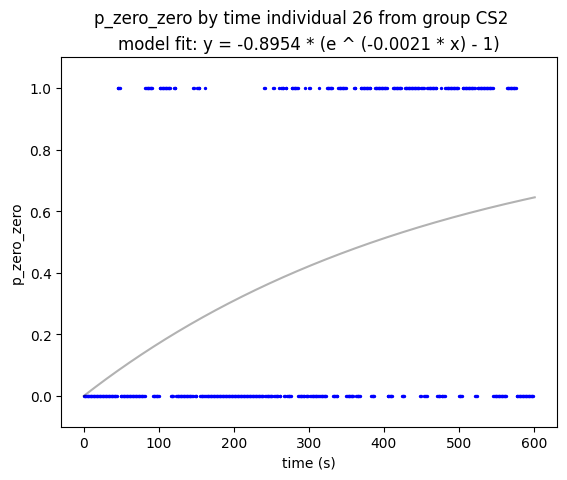 p_zero_zero by time individual 26 from group CS2
model fit: y = -0.8954 * (e ^ (-0.0021 * x) - 1)
1.0
0.8
0.6
0.4
0.2
0.0
p_zero_zero
0 100 200 300 400 500 600
time (s)